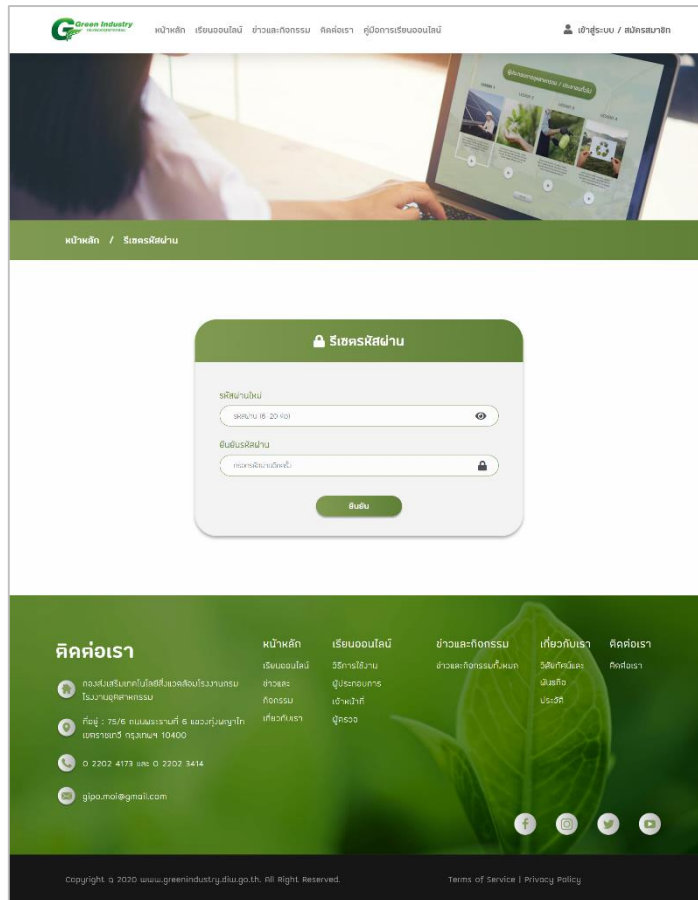 Green Industry
หน้าหลัก เรียนออนไลน์ ข่าวและกิจกรรม ติดต่อเรา คู่มือการเรียนออนไลน์
เข้าสู่ระบบ / สมัครสมาชิก
หน้าหลัก / รีเซตรหัสผ่าน
รีเซตรหัสผ่าน
รหัสผ่านใหม่
รหัสผ่าน (6-20 ตัว)
ยืนยันรหัสผ่าน
กรอกรหัสผ่านอีกครั้ง
ยืนยัน
ติดต่อเรา
กองส่งเสริมเทคโนโลยีสิ่งแวดล้อมโรงงานกรม
โรงงานอุตสาหกรรม
ที่อยู่ : 75/6 ถนนพระรามที่ 6 แขวงทุ่งพญาไท
เขตราชเทวี กรุงเทพฯ 10400
0 2202 4173 และ 0 2202 3414
gipo.moi@gmail.com
หน้าหลัก
เรียนออนไลน์
ข่าวและ
กิจกรรม
เกี่ยวกับเรา
เรียนออนไลน์
วิธีการใช้งาน
ผู้ประกอบการ
เจ้าหน้าที่
ผู้ตรวจ
ข่าวและกิจกรรม
ข่าวและกิจกรรมทั้งหมด
เกี่ยวกับเรา
วิสัยทัศน์และ
พันธกิจ
ประวัติ
ติดต่อเรา
ติดต่อเรา
Copyright © 2020 www.greenindustry.diw.go.th. All Right Reserved.
Terms of Service | Privacy Policy